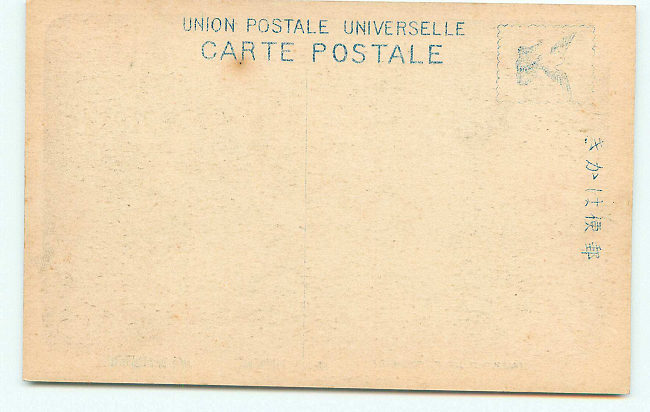 UNION POSTALE UNIVERSELLE
CARTE POSTALE
郵便はかき